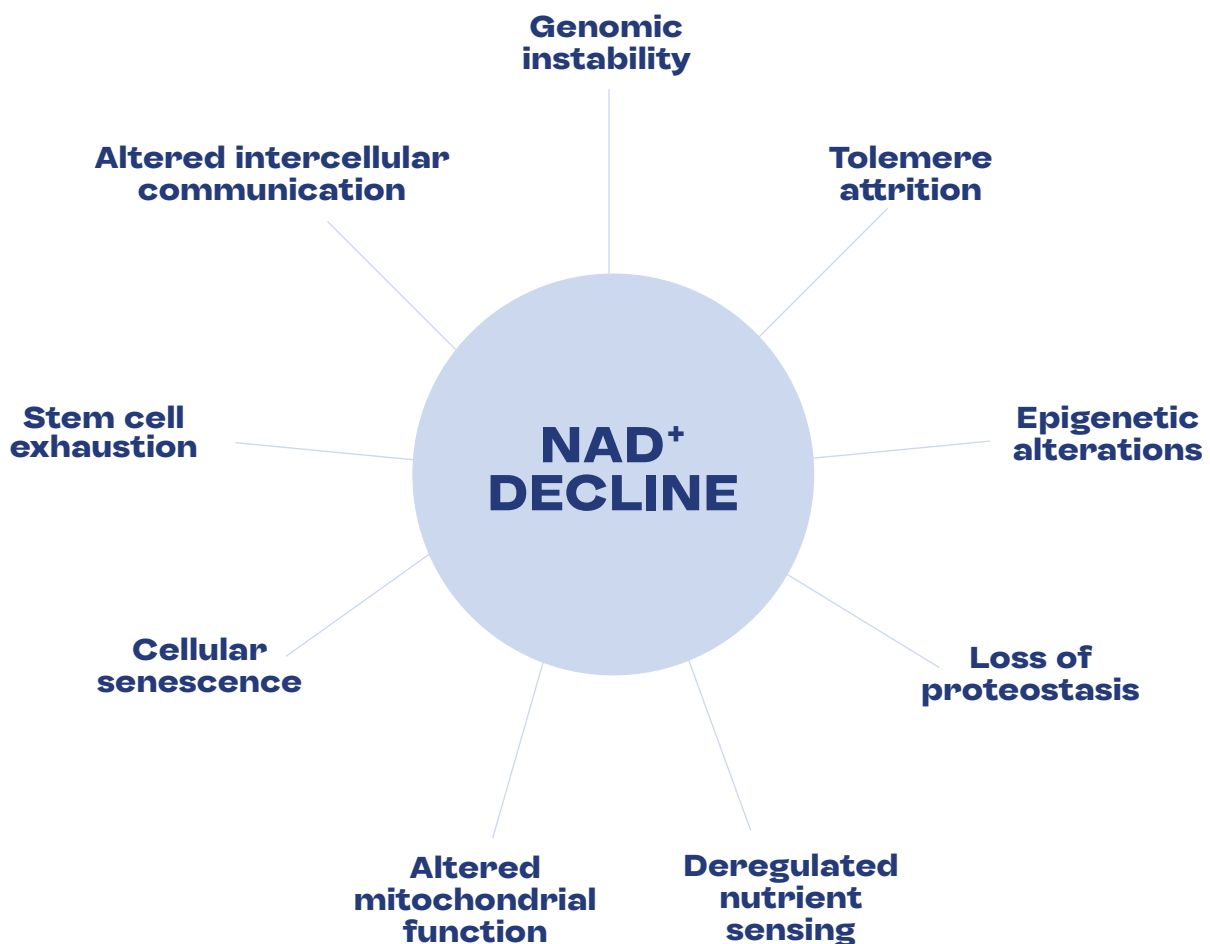 Genomic
instability
Altered intercellular
communication
Tolemere
attrition
Stem cell
exhaustion
NAD⁺
DECLINE
Epigenetic
alterations
Cellular
senescence
Loss of
proteostasis
Altered
mitochondrial
function
Deregulated
nutrient
sensing